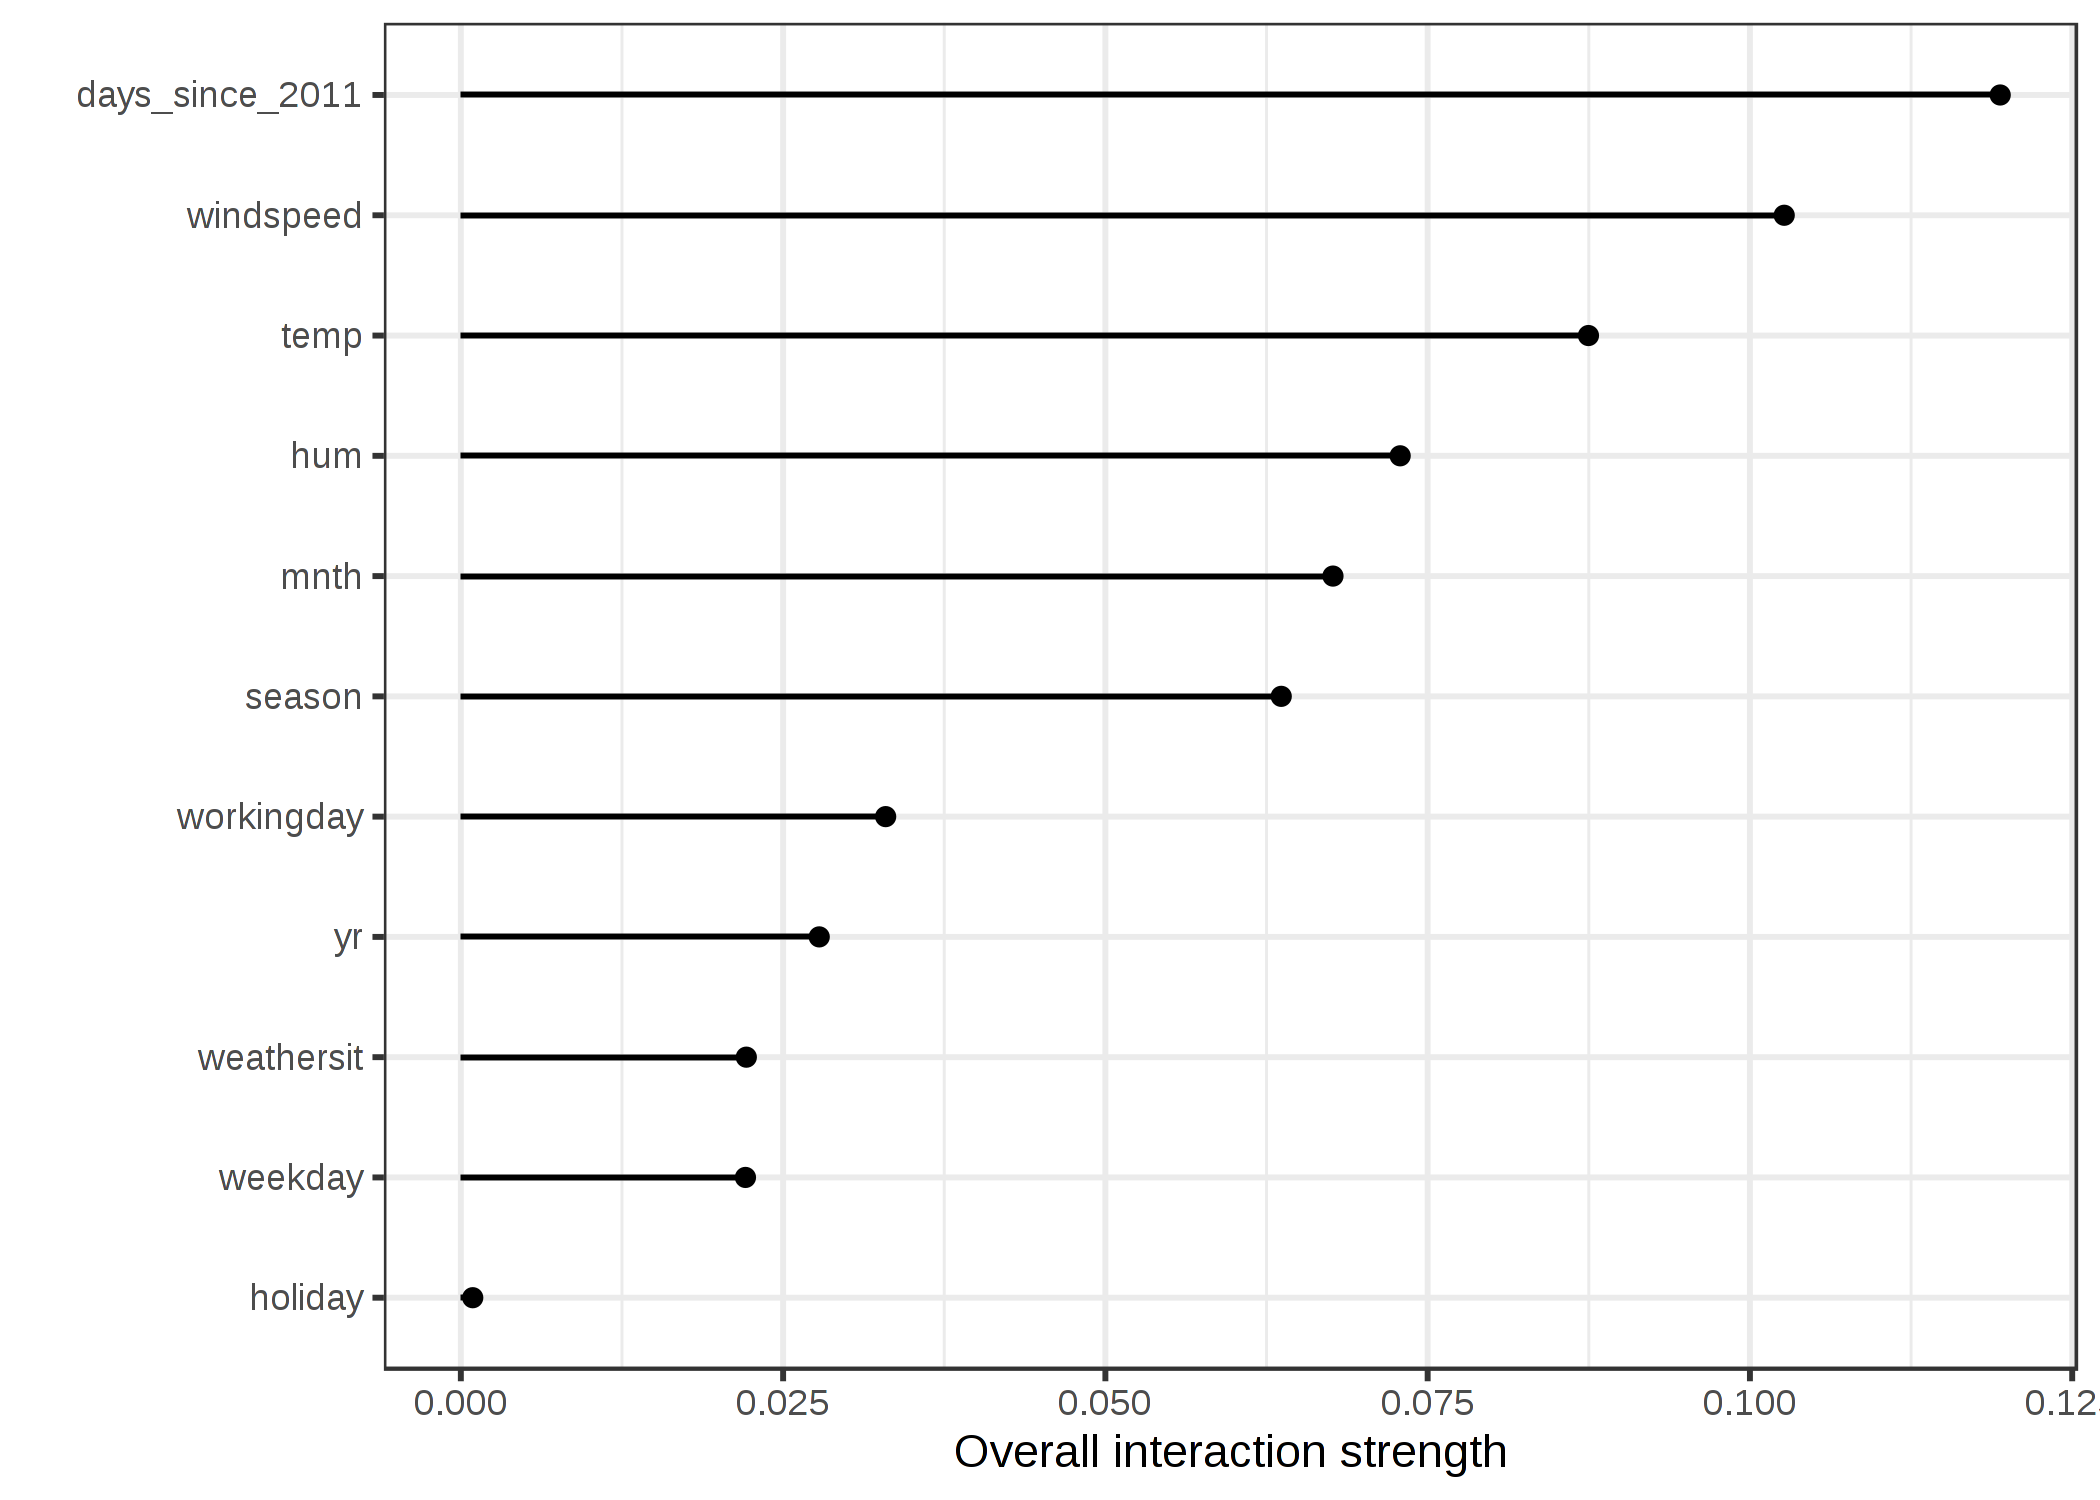 days_since_2011
windspeed
temp
hum
mnth
season
workingday
yr
weathersit
weekday
holiday
0.000 0.025 0.050 0.075 0.100 0.12
Overall interaction strength